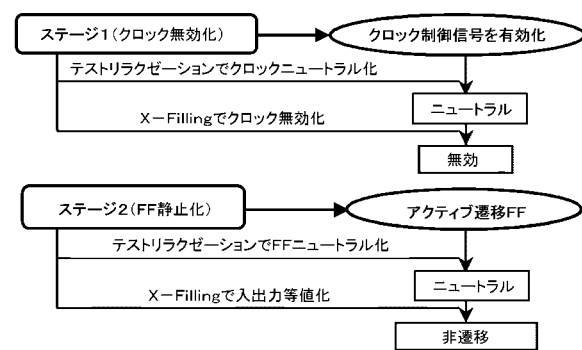 ステージ1(クロック無効化)
クロック制御信号を有効化
テストリラクゼーションでクロックニュートラル化
ニュートラル
X-Fillingでクロック無効化
無効
ステージ2(FF静止化)
アクティブ遷移FF
テストリラクゼーションでFFニュートラル化
ニュートラル
X-Fillingで入出力等値化
非遷移